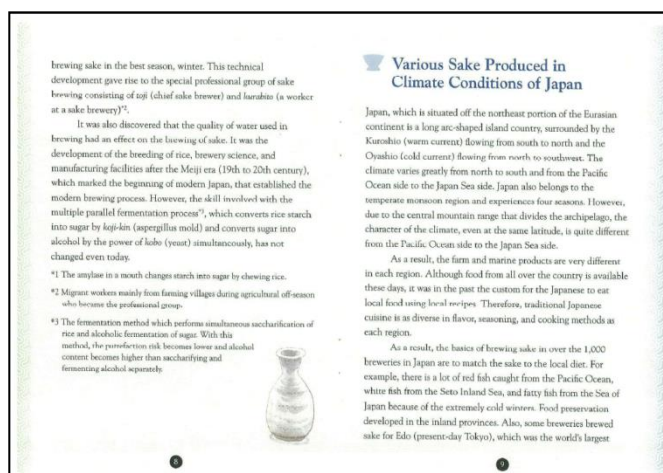 brewing sake in the best season, winter. This technical
development gave rise to the special professional group of sake
brewing consisting of toji (chief sake brewer) and kurabito (a worker
at a sake brewery)*2.
It was also discovered that the quality of water used in
brewing had an effect on the brewing of sake. It was the
development of the breeding of rice, brewery science, and
manufacturing facilities after the Meiji era (19th to 20th century),
which marked the beginning of modern Japan, that established the
modern brewing process. However, the skill involved with the
multiple parallel fermentation process*3, which converts rice starch
into sugar by koji-kin (aspergillus mold) and converts sugar into
alcohol by the power of kobo (yeast) simultaneously, has not
changed even today.
*1 The amylase in a mouth changes starch into sugar by chewing rice.
*2 Migrant workers mainly from farming villages during agricultural off-season
who became the professional group.
*3 The fermentation method which performs simultaneous saccharification of
rice and alcoholic fermentation of sugar. With this
method, the putrefaction risk becomes lower and alcohol
content becomes higher than saccharifying and
fermenting alcohol separately.
8
Various Sake Produced in
Climate Conditions of Japan
Japan, which is situated off the northeast portion of the Eurasian
continent is a long arc-shaped island country, surrounded by the
Kuroshio (warm current) flowing from south to north and the
Oyashio (cold current) flowing from north to southwest. The
climate varies greatly from north to south and from the Pacific
Ocean side to the Japan Sea side. Japan also belongs to the
temperate monsoon region and experiences four seasons. However,
due to the central mountain range that divides the archipelago, the
character of the climate, even at the same latitude, is quite different
from the Pacific Ocean side to the Japan Sea side.
As a result, the farm and marine products are very different
in each region. Although food from all over the country is available
these days, it was in the past the custom for the Japanese to eat
local food using local recipes. Therefore, traditional Japanese
cuisine is as diverse in flavor, seasoning, and cooking methods as
each region.
As a result, the basics of brewing sake in over the 1,000
breweries in Japan are to match the sake to the local diet. For
example, there is a lot of red fish caught from the Pacific Ocean,
white fish from the Seto Inland Sea, and fatty fish from the Sea of
Japan because of the extremely cold winters. Food preservation
developed in the inland provinces. Also, some breweries brewed
sake for Edo (present-day Tokyo), which was the world's largest
9